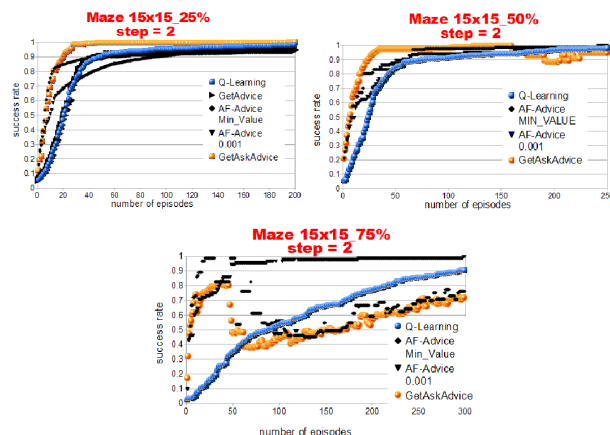 Maze 15x15_25%
step = 2
success rate
1
0.9
0.8
0.7
0.6
0.5
0.4
0.3
0.2
0.1
0
0
20
40
60
80
100
120
140
160
180
200
number of episodes
Q-Learning
GetAdvice
AF-Advice
Min_Value
AF-Advice
0.001
GetAskAdvice
Maze 15x15_50%
step = 2
success rate
1
0.9
0.8
0.7
0.6
0.5
0.4
0.3
0.2
0.1
0
0
50
100
150
200
250
number of episodes
Q-Learning
AF-Advice
MIN_VALUE
AF-Advice
0.001
GetAskAdvice
Maze 15x15_75%
step = 2
success rate
1
0.9
0.8
0.7
0.6
0.5
0.4
0.3
0.2
0.1
0
0
50
100
150
200
250
300
number of episodes
Q-Learning
AF-Advice
Min_Value
AF-Advice
0.001
GetAskAdvice